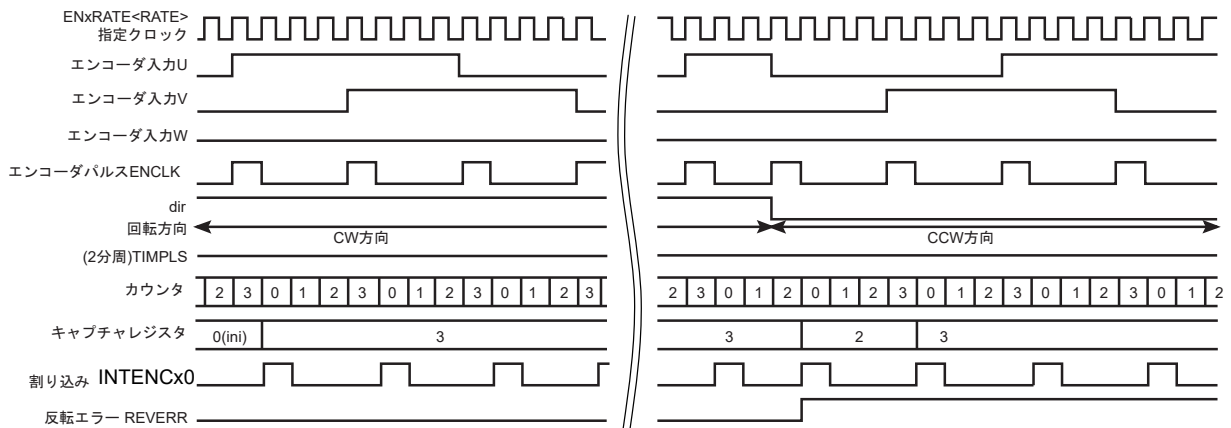 ENxRATE<RATE>
指定クロック
エンコーダ入力U
エンコーダ入力V
エンコーダ入力W
エンコーダパルスENCLK
dir
回転方向
CW方向
CCW方向
(2分周)TIMPLS
カウンタ 2 3 0 1 2 3 0 1 2 3 0 1 2 3 2 3 0 1 2 0 1 2 3 0 1 2 3 0 1 2 3 0 1 2
キャプチャレジスタ 0(ini) 3 3 2 3
割り込み INTENCx0
反転エラー REVERR